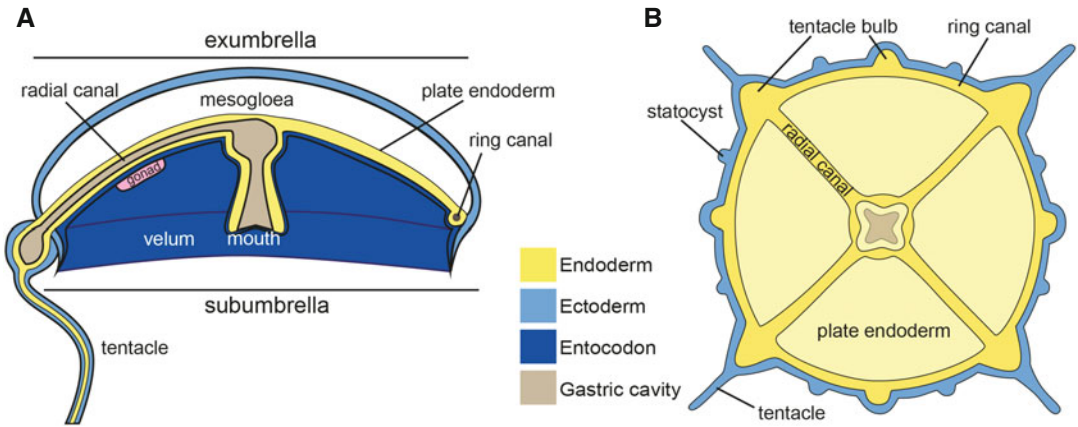 A
exumbrella
radial canal
mesogloea
plate endoderm
ring canal
gonad
velum
mouth
subumbrella
tentacle
Endoderm
Ectoderm
Entocodon
Gastric cavity
B
tentacle bulb
ring canal
statocyst
radial canal
plate endoderm
tentacle